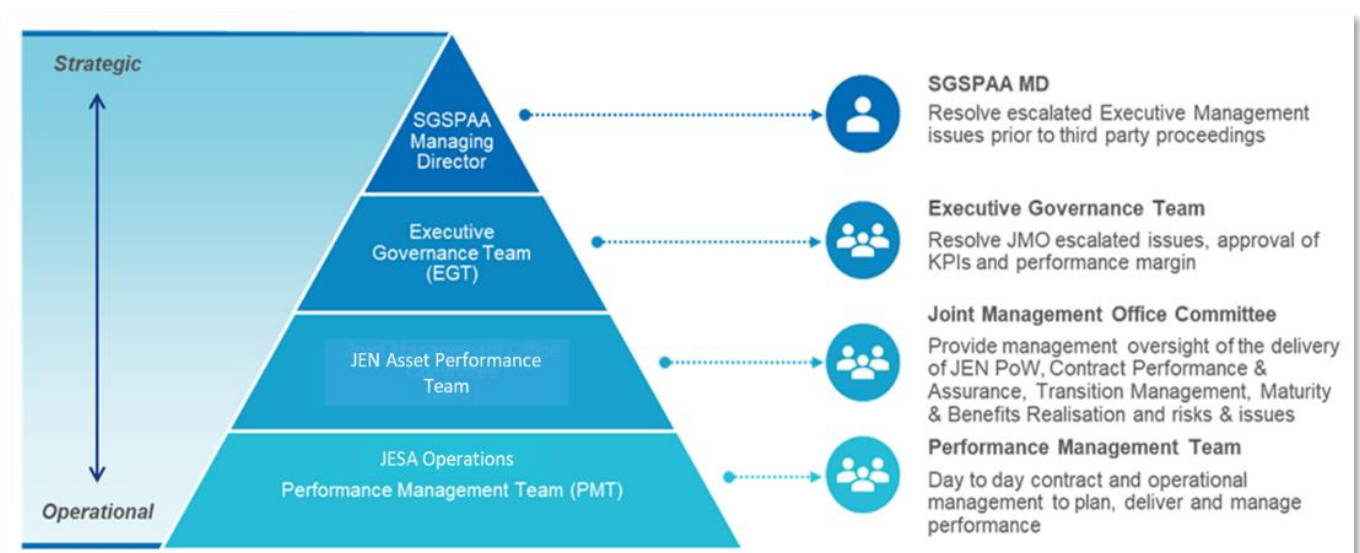 Strategic
Operational
SGSPAA
Managing
Director
Executive
Governance Team
(EGT)
JEN Asset Performance
Team
JESA Operations
Performance Management Team (PMT)
SGSPAA MD
Resolve escalated Executive Management
issues prior to third party proceedings
Executive Governance Team
Resolve JMO escalated issues, approval of
KPIs and performance margin
Joint Management Office Committee
Provide management oversight of the delivery
of JEN PoW, Contract Performance &
Assurance, Transition Management, Maturity
& Benefits Realisation and risks & issues
Performance Management Team
Day to day contract and operational
management to plan, deliver and manage
performance